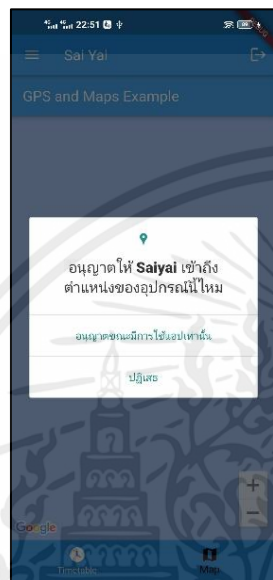 22:51
Sai Yai
GPS and Maps Example
อนุญาตให้ Saiyai เข้าถึง
ตำแหน่งของอุปกรณ์นี้ไหม
อนุญาตขณะมีการใช้แอปเท่านั้น
ปฏิเสธ
+
−
Google
Timetable
Map